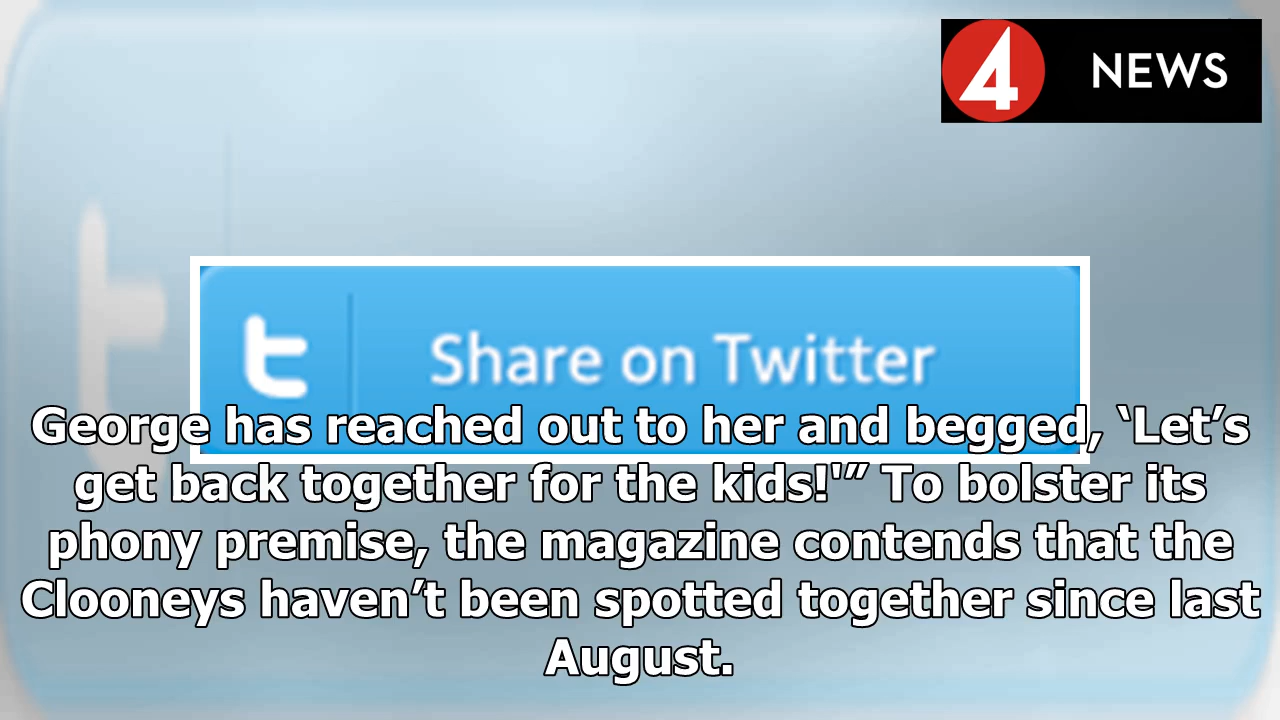 4 NEWS
t Share on Twitter
George has reached out to her and begged, ‘Let’s
get back together for the kids!'” To bolster its
phony premise, the magazine contends that the
Clooneys haven’t been spotted together since last
August.